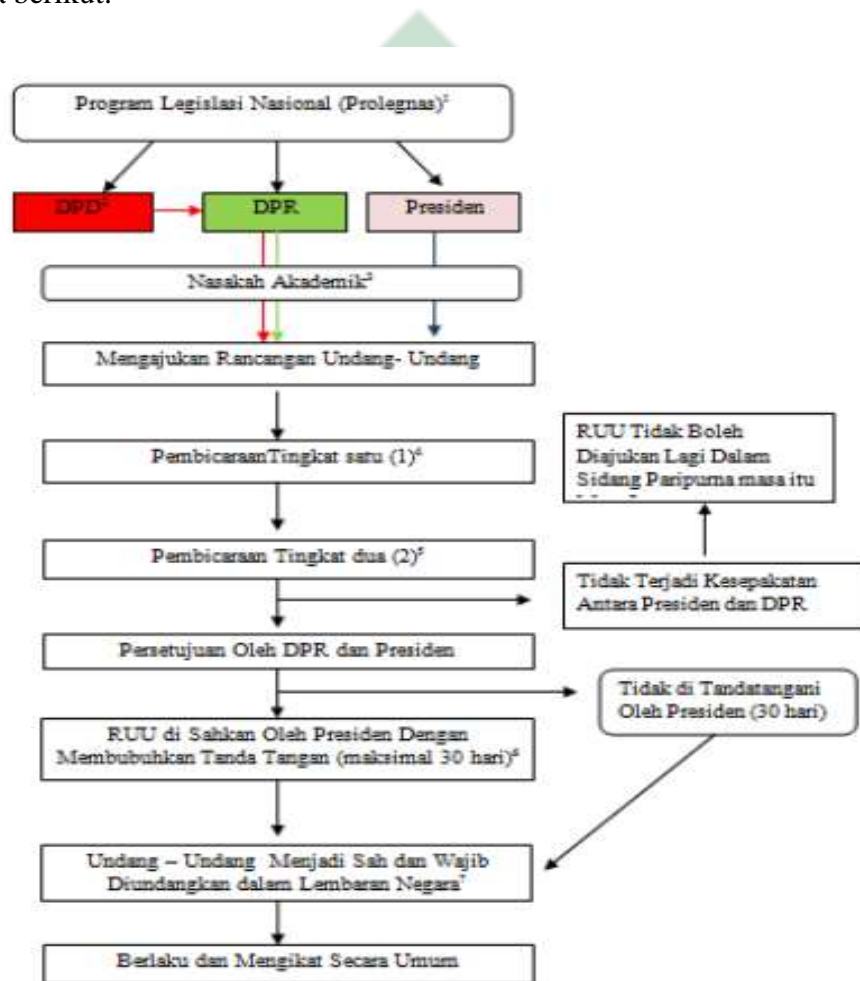 berikut.
Program Legislasi Nasional (Prolegnas)
DPD
DPR
Presiden
Nasakah Akademik
Mengajukan Rancangan Undang- Undang
PembicaraanTingkat satu (1)
RUU Tidak Boleh
Diajukan Lagi Dalam
Sidang Paripurna masa itu
Pembicaraan Tingkat dua (2)
Tidak Terjadi Kesepakatan
Antara Presiden dan DPR
Persetujuan Oleh DPR dan Presiden
Tidak di Tandatangani
Oleh Presiden (30 hari)
RUU di Sahkan Oleh Presiden Dengan
Membubuhkan Tanda Tangan (maksimal 30 hari)
Undang – Undang Menjadi Sah dan Wajib
Diundangkan dalam Lembaran Negara
Berlaku dan Mengikat Secara Umum